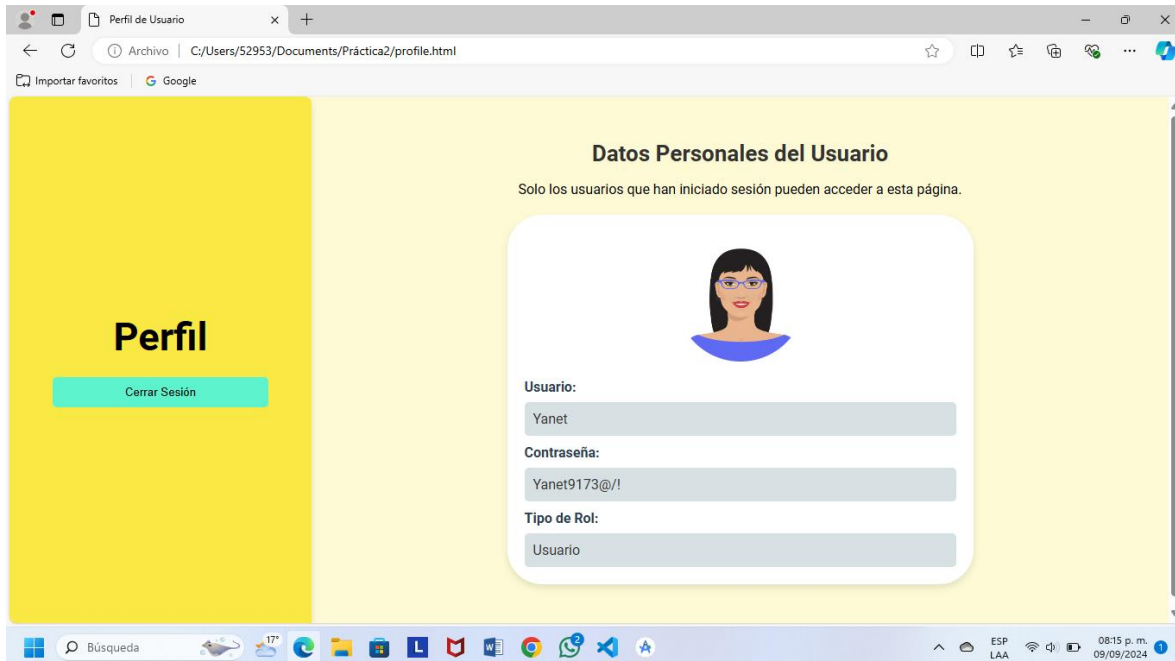 Perfil de Usuario
Archivo C:/Users/52953/Documents/Práctica2/profile.html
Importar favoritos Google
Datos Personales del Usuario
Solo los usuarios que han iniciado sesión pueden acceder a esta página.
Perfil
Cerrar Sesión
Usuario:
Yanet
Contraseña:
Yanet9173@/!
Tipo de Rol:
Usuario
Búsqueda 17° L W 2 A ESP 08:15 p. m.
LAA 09/09/2024 1